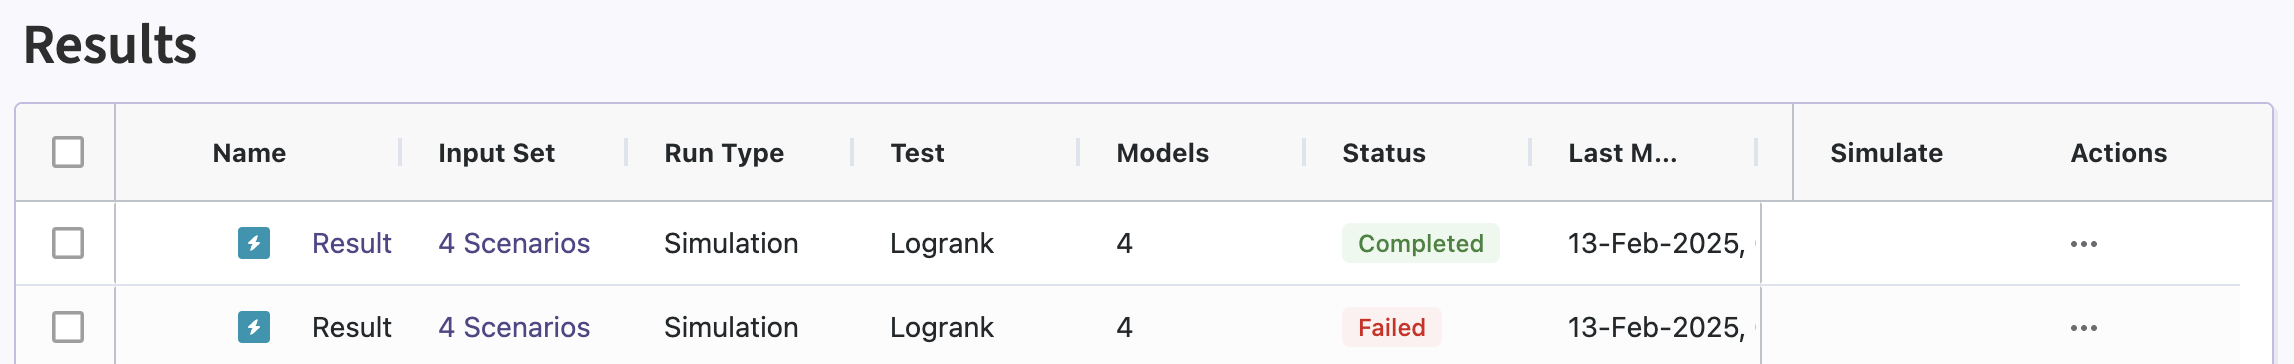 Results
Name Input Set Run Type Test Models Status Last M... Simulate Actions
Result 4 Scenarios Simulation Logrank 4 Completed 13-Feb-2025, ...
Result 4 Scenarios Simulation Logrank 4 Failed 13-Feb-2025, ...